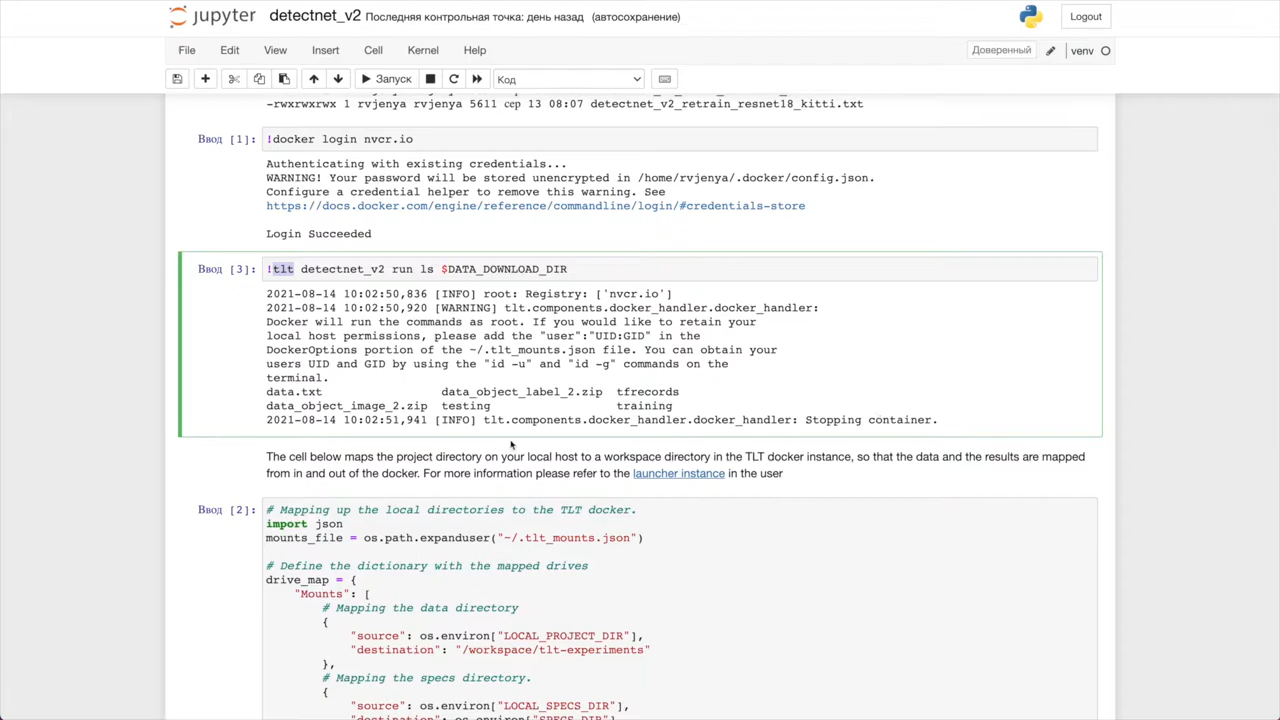 jupyter detectnet_v2 Последняя контрольная точка: день назад (автосохранение) Logout
File Edit View Insert Cell Kernel Help Доверенный venv
Запуск Код
-rwxrwxrwx 1 rvjenya rvjenya 5611 сер 13 08:07 detectnet_v2_retrain_resnet18_kitti.txt
Ввод [1]: !docker login nvcr.io
Authenticating with existing credentials...
WARNING! Your password will be stored unencrypted in /home/rvjenya/.docker/config.json.
Configure a credential helper to remove this warning. See
https://docs.docker.com/engine/reference/commandline/login/#credentials-store
Login Succeeded
Ввод [3]: !tlt detectnet_v2 run ls $DATA_DOWNLOAD_DIR
2021-08-14 10:02:50,836 [INFO] root: Registry: ['nvcr.io']
2021-08-14 10:02:50,920 [WARNING] tlt.components.docker_handler.docker_handler:
Docker will run the commands as root. If you would like to retain your
local host permissions, please add the "user":"UID:GID" in the
DockerOptions portion of the ~/.tlt_mounts.json file. You can obtain your
users UID and GID by using the "id -u" and "id -g" commands on the
terminal.
data.txt data_object_label_2.zip tfrecords
data_object_image_2.zip testing training
2021-08-14 10:02:51,941 [INFO] tlt.components.docker_handler.docker_handler: Stopping container.
The cell below maps the project directory on your local host to a workspace directory in the TLT docker instance, so that the data and the results are mapped
from in and out of the docker. For more information please refer to the launcher instance in the user
Ввод [2]: # Mapping up the local directories to the TLT docker.
import json
mounts_file = os.path.expanduser("~/.tlt_mounts.json")
# Define the dictionary with the mapped drives
drive_map = {
"Mounts": [
# Mapping the data directory
{
"source": os.environ["LOCAL_PROJECT_DIR"],
"destination": "/workspace/tlt-experiments"
},
# Mapping the specs directory.
{
"source": os.environ["LOCAL_SPECS_DIR"],
"destination": os.environ["SPECS_DIR"]